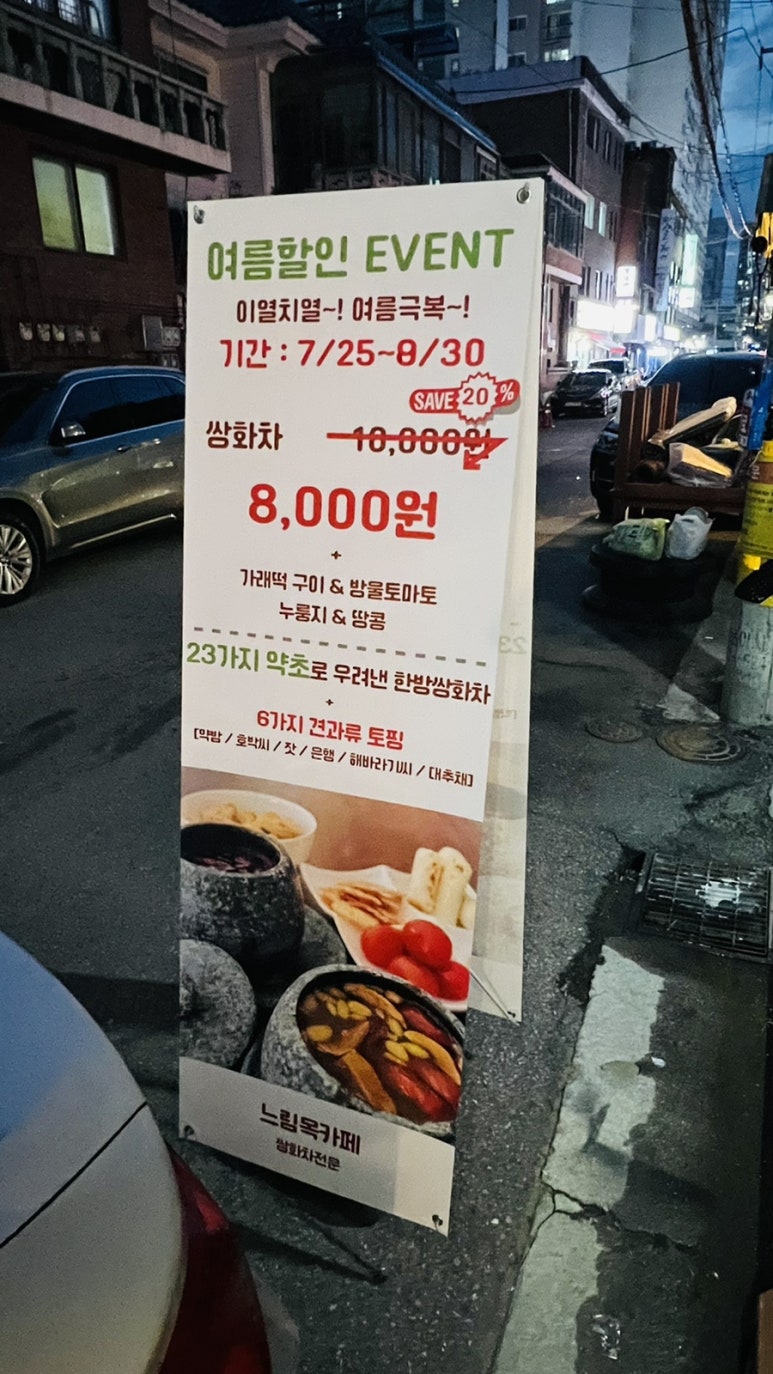 여름할인 EVENT
이열치열~! 여름극복~!
기간 : 7/25~8/30
SAVE 20%
쌍화차 10,000원
8,000원
+
가래떡 구이 & 방울토마토
누룽지 & 땅콩
23가지 약초로 우려낸 한방쌍화차
+
6가지 견과류 토핑
[약밤 / 호박씨 / 잣 / 은행 / 해바라기씨 / 대추채]
느림목카페
쌍화차전문